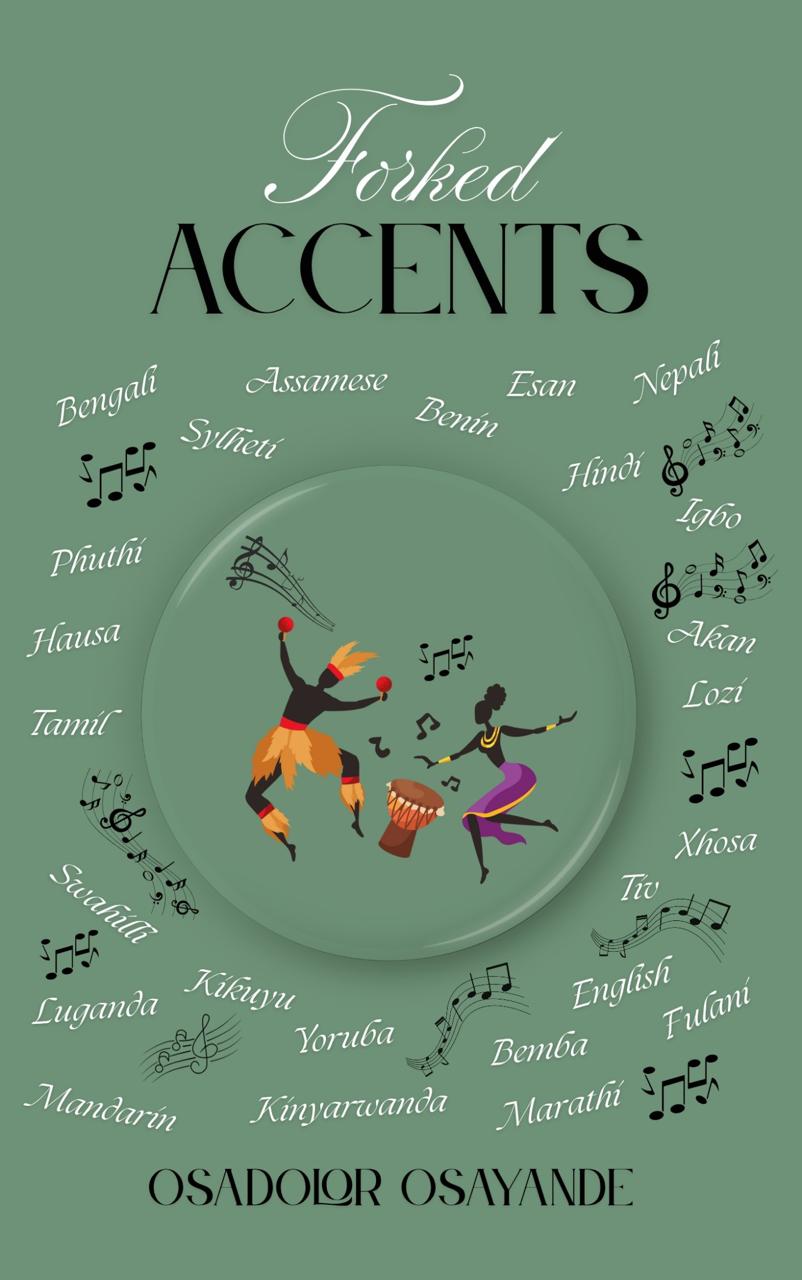 Forked
ACCENTS
Bengali
Assamese
Esan
Nepali
Sylheti
Benin
Hindi
Igbo
Phuthi
Hausa
Akan
Lozi
Tamil
Xhosa
Swahili
Tiv
Luganda
Kikuyu
English
Fulani
Yoruba
Bemba
Mandarin
Kinyarwanda
Marathi
OSADOLOR OSAYANDE